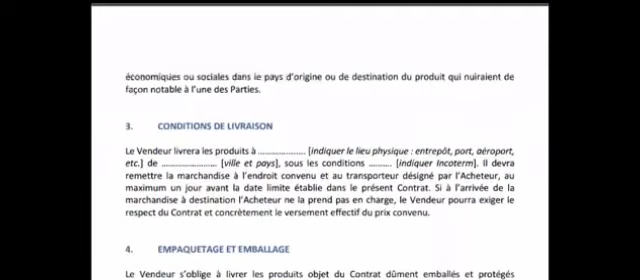 économiques ou sociales dans le pays d'origine ou de destination du produit qui nuiraient de
façon notable à l'une des Parties.
3. CONDITIONS DE LIVRAISON
Le Vendeur livrera les produits à .................... [indiquer le lieu physique : entrepôt, port, aéroport,
etc.] de ....................... [ville et pays], sous les conditions .......... [indiquer Incoterm]. Il devra
remettre la marchandise à l'endroit convenu et au transporteur désigné par l'Acheteur, au
maximum un jour avant la date limite établie dans le présent Contrat. Si à l'arrivée de la
marchandise à destination l'Acheteur ne la prend pas en charge, le Vendeur pourra exiger le
respect du Contrat et concrètement le versement effectif du prix convenu.
4. EMPAQUETAGE ET EMBALLAGE
Le Vendeur s'oblige à livrer les produits objet du Contrat dûment emballés et protégés